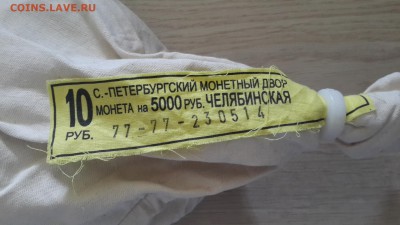 COINS.LAVE.RU
10 РУБ.
С.-ПЕТЕРБУРГСКИЙ МОНЕТНЫЙ ДВОР
МОНЕТА НА 5000 РУБ. ЧЕЛЯБИНСКАЯ
77-77-230514